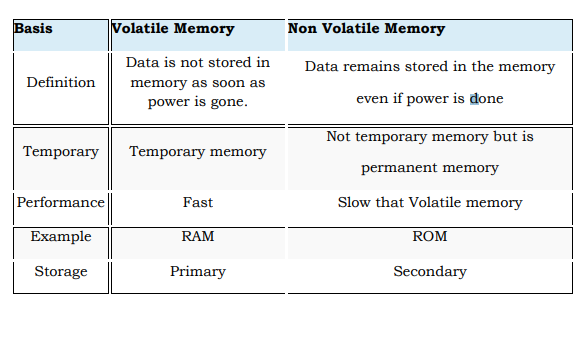 Basis Volatile Memory Non Volatile Memory
Definition
Data is not stored in
memory as soon as
power is gone.
Data remains stored in the memory
even if power is done
Temporary
Temporary memory
Not temporary memory but is
permanent memory
Performance Fast Slow that Volatile memory
Example RAM ROM
Storage Primary Secondary